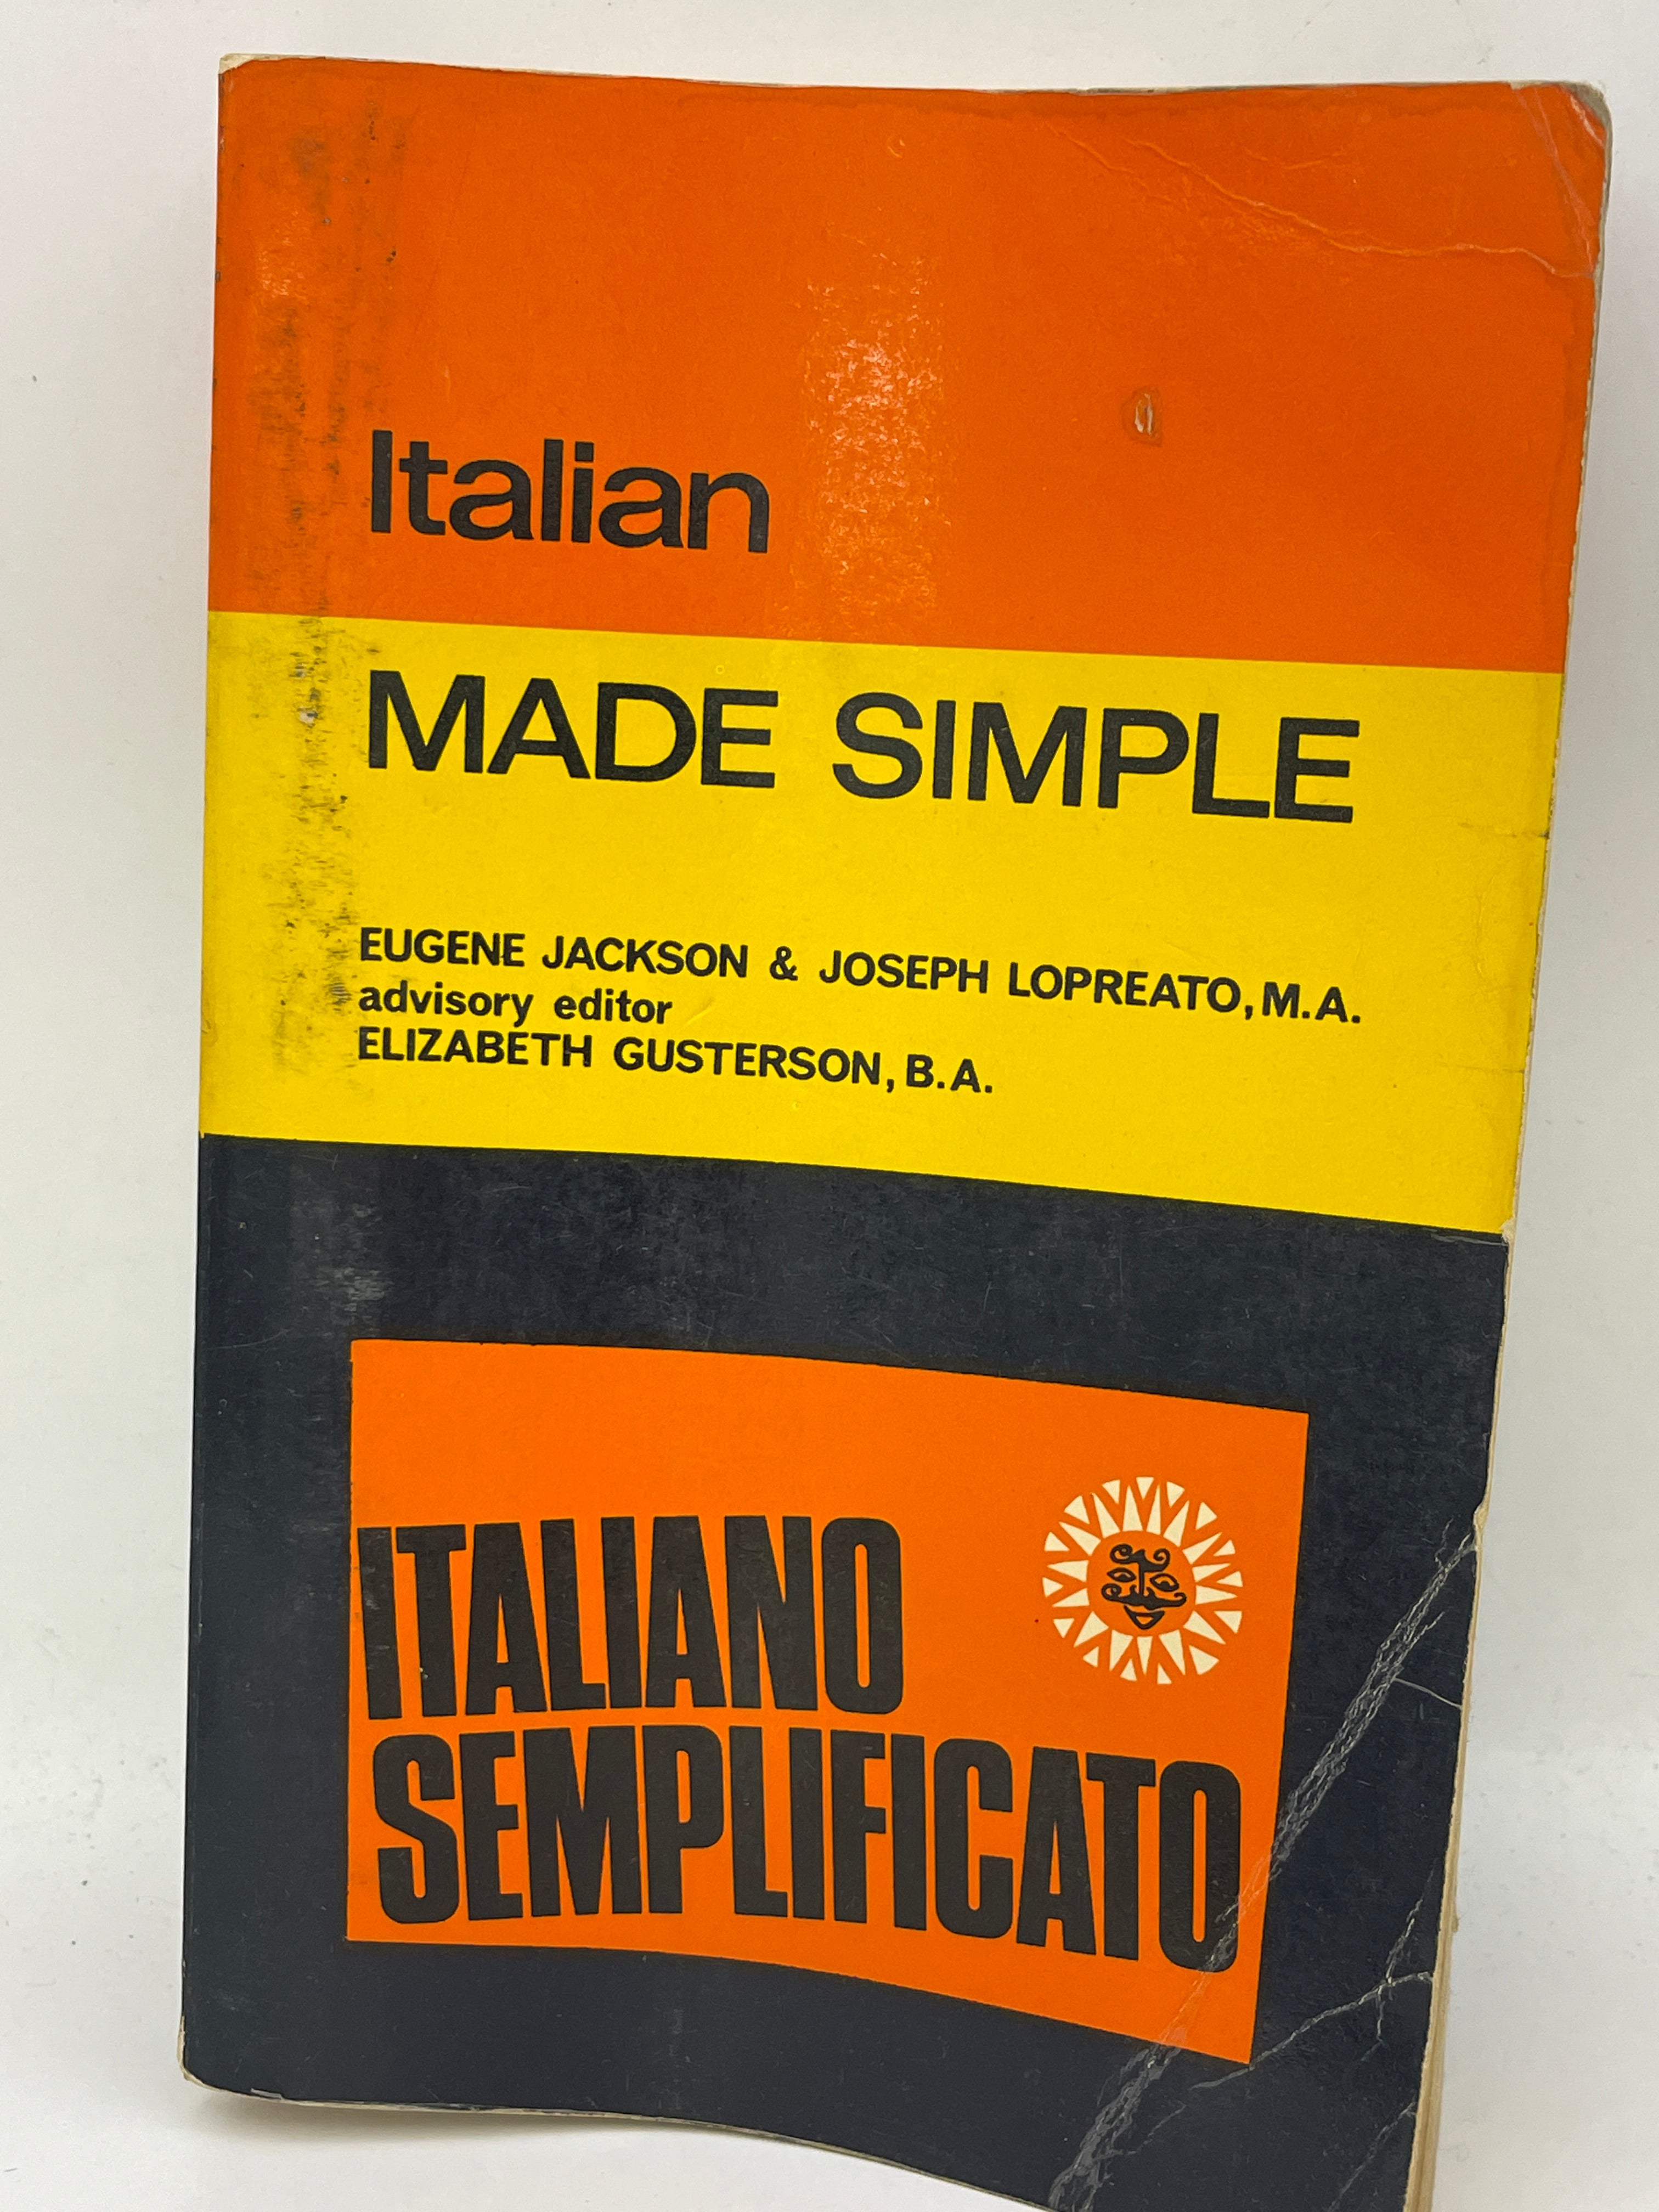 Italian
MADE SIMPLE
EUGENE JACKSON & JOSEPH LOPREATO, M.A.
advisory editor
ELIZABETH GUSTERSON, B.A.
ITALIANO
SEMPLIFICATO